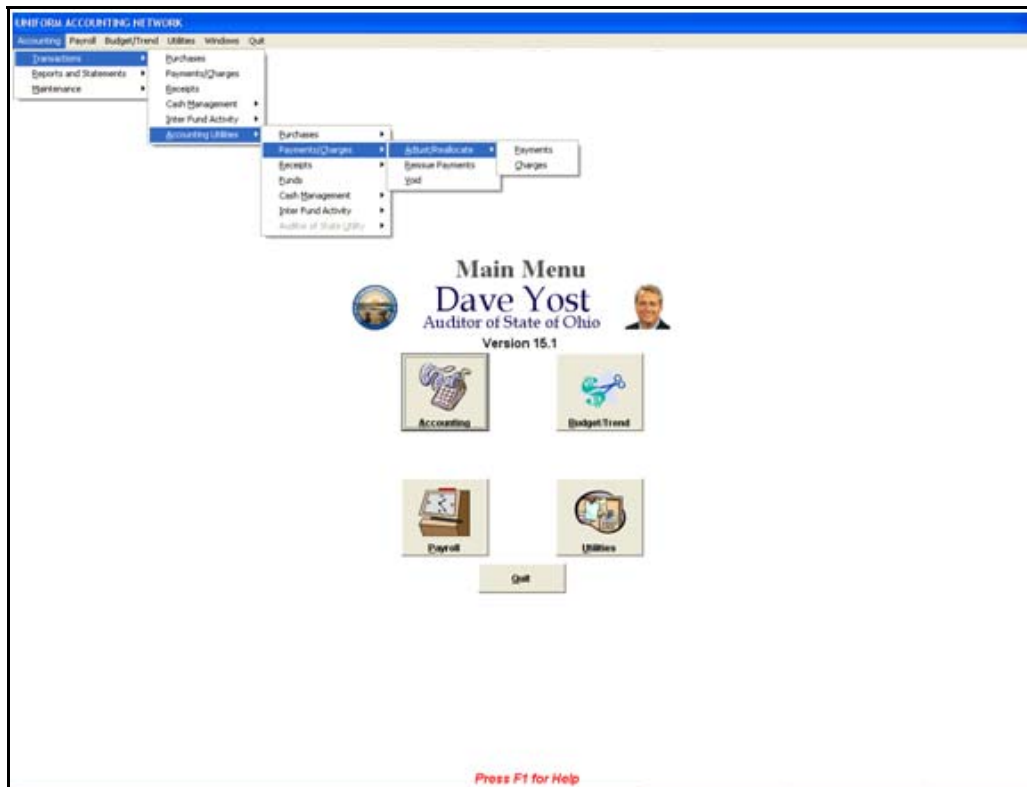 UNIFORM ACCOUNTING NETWORK
Accounting Payroll Budget/Trend Utilities Windows Quit
Transactions
Reports and Statements
Maintenance
Purchases
Payments/Charges
Receipts
Cash Management
Inter Fund Activity
Accounting Utilities
Purchases
Payments/Charges
Receipts
Funds
Cash Management
Inter Fund Activity
Auditor of State Utility
Adjust/Reallocate
Reissue Payments
Void
Payments
Charges
Main Menu
Dave Yost
Auditor of State of Ohio
Version 15.1
Accounting
Budget/Trend
Payroll
Utilities
Quit
Press F1 for Help